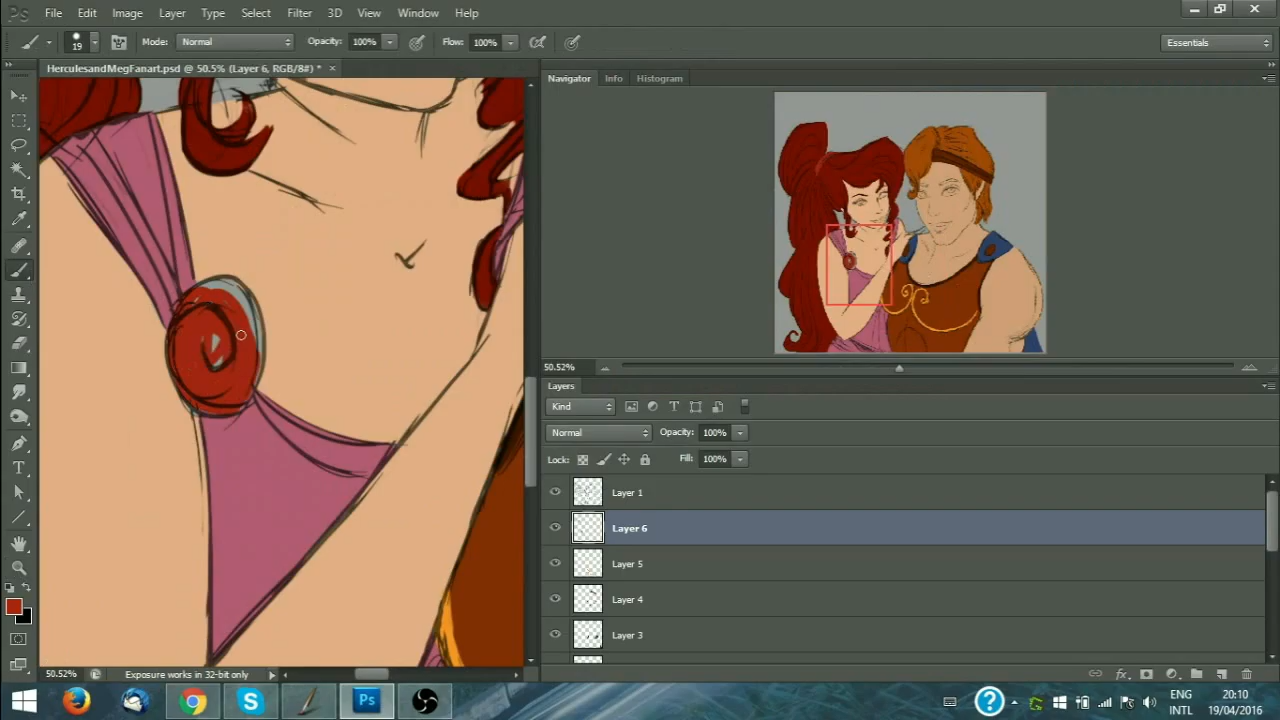 Ps File Edit Image Layer Type Select Filter 3D View Window Help
19 Mode: Normal Opacity: 100% Flow: 100% Essentials
HerculesandMegFanart.psd @ 50.5% (Layer 6, RGB/8#) * ×
Navigator Info Histogram
50.52%
Layers
Kind
Normal Opacity: 100%
Lock: Fill: 100%
Layer 1
Layer 6
Layer 5
Layer 4
Layer 3
50.52% Exposure works in 32-bit only
Ps
ENG 20:10
INTL 19/04/2016